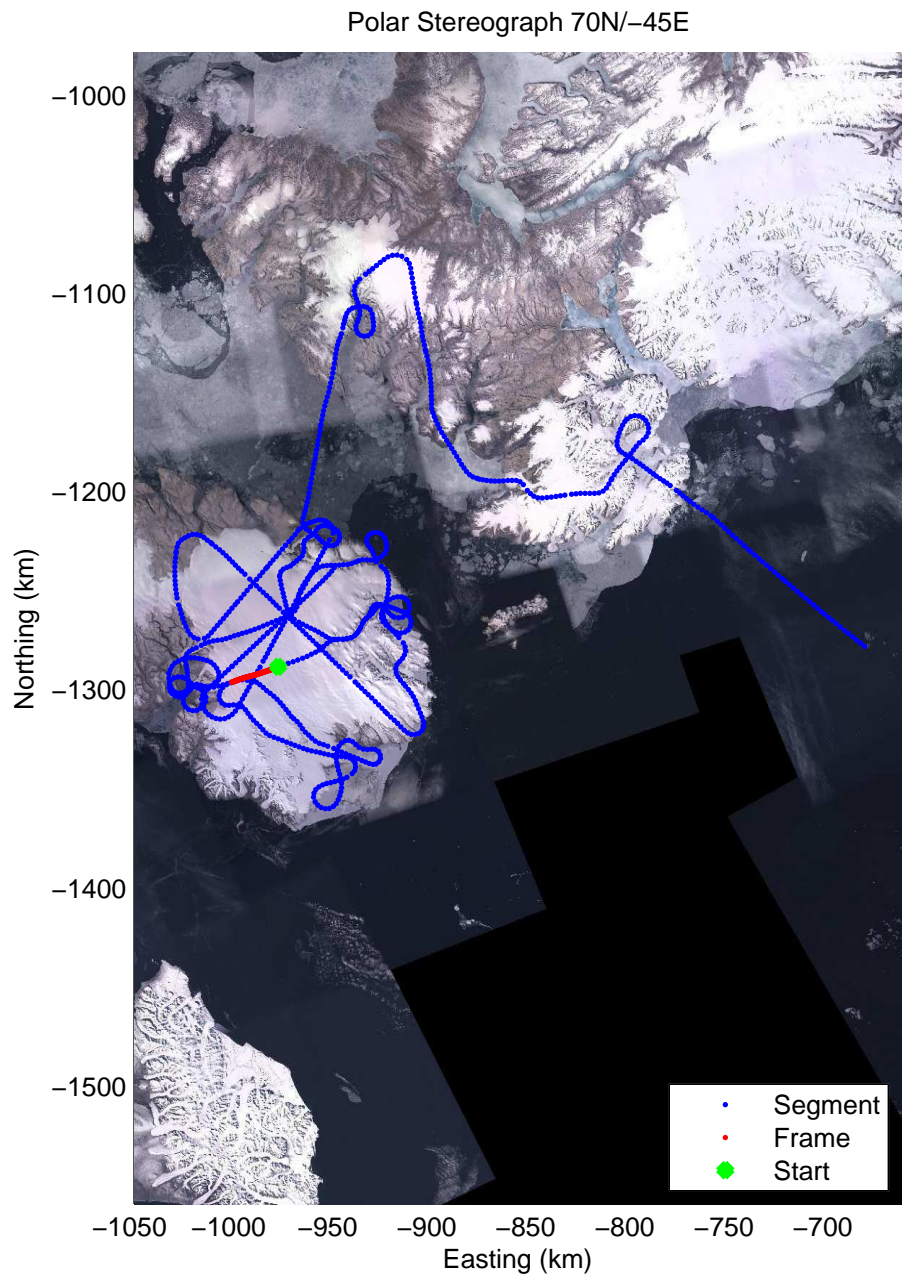 Polar Stereograph 70N/−45E
−1000
−1100
−1200
−1300
−1400
−1500
Northing (km)
−1050 −1000 −950 −900 −850 −800 −750 −700
Easting (km)
Segment
Frame
Start